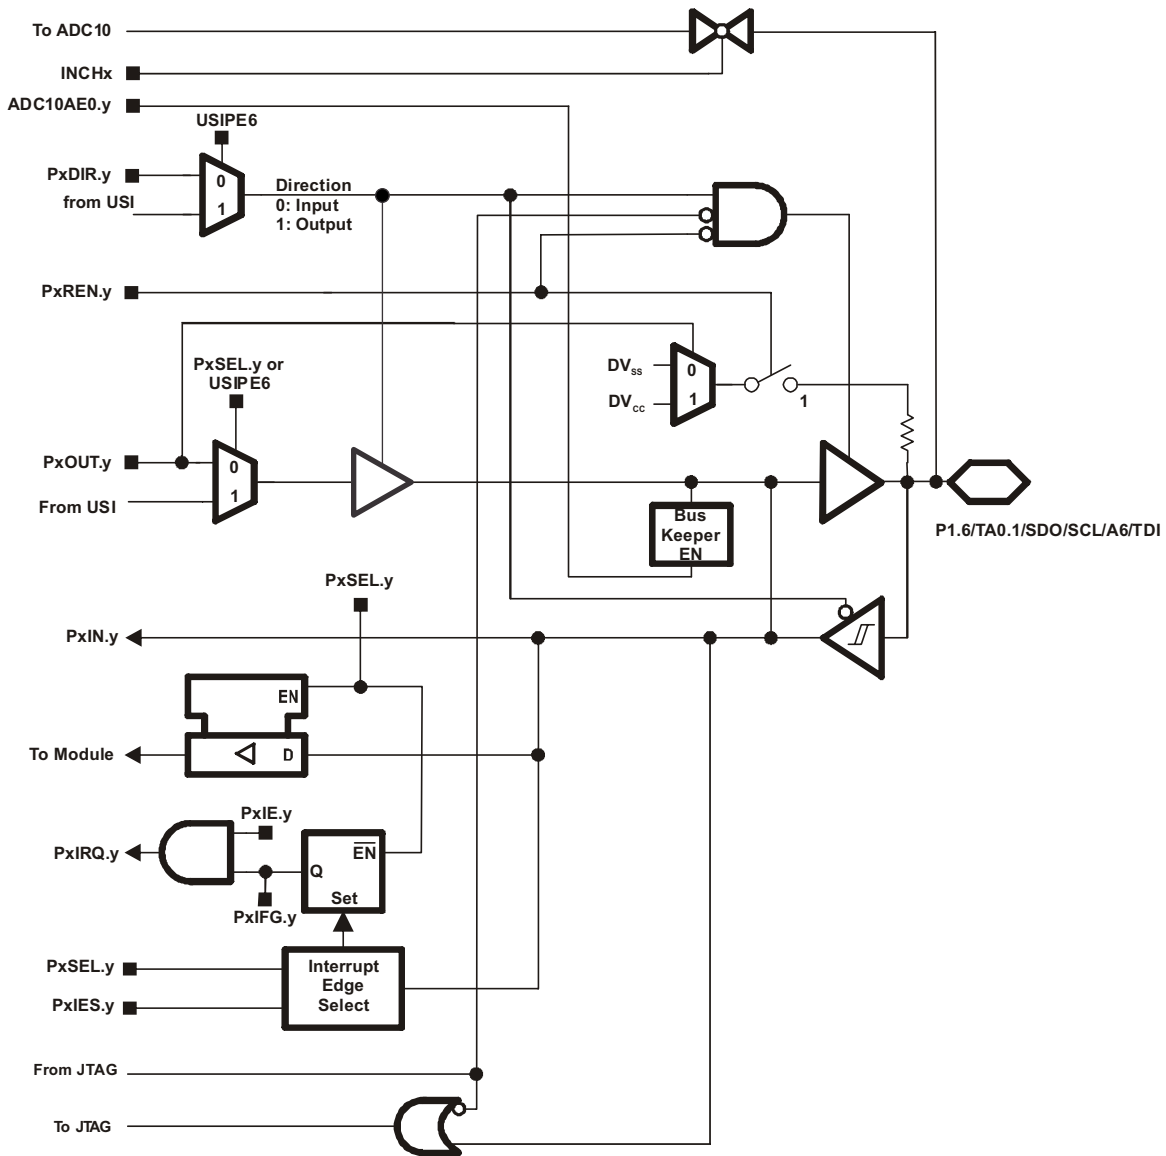 To ADC10
INCHx
ADC10AE0.y
USIPE6
PxDIR.y
0
from USI
1
Direction
0: Input
1: Output
PxREN.y
PxSEL.y or
USIPE6
DVSS
0
DVCC
1
1
PxOUT.y
0
From USI
1
Bus
Keeper
EN
P1.6/TA0.1/SDO/SCL/A6/TDI
PxSEL.y
PxIN.y
EN
To Module
D
PxIE.y
PxIRQ.y
EN
Q
Set
PxIFG.y
PxSEL.y
PxIES.y
Interrupt
Edge
Select
From JTAG
To JTAG